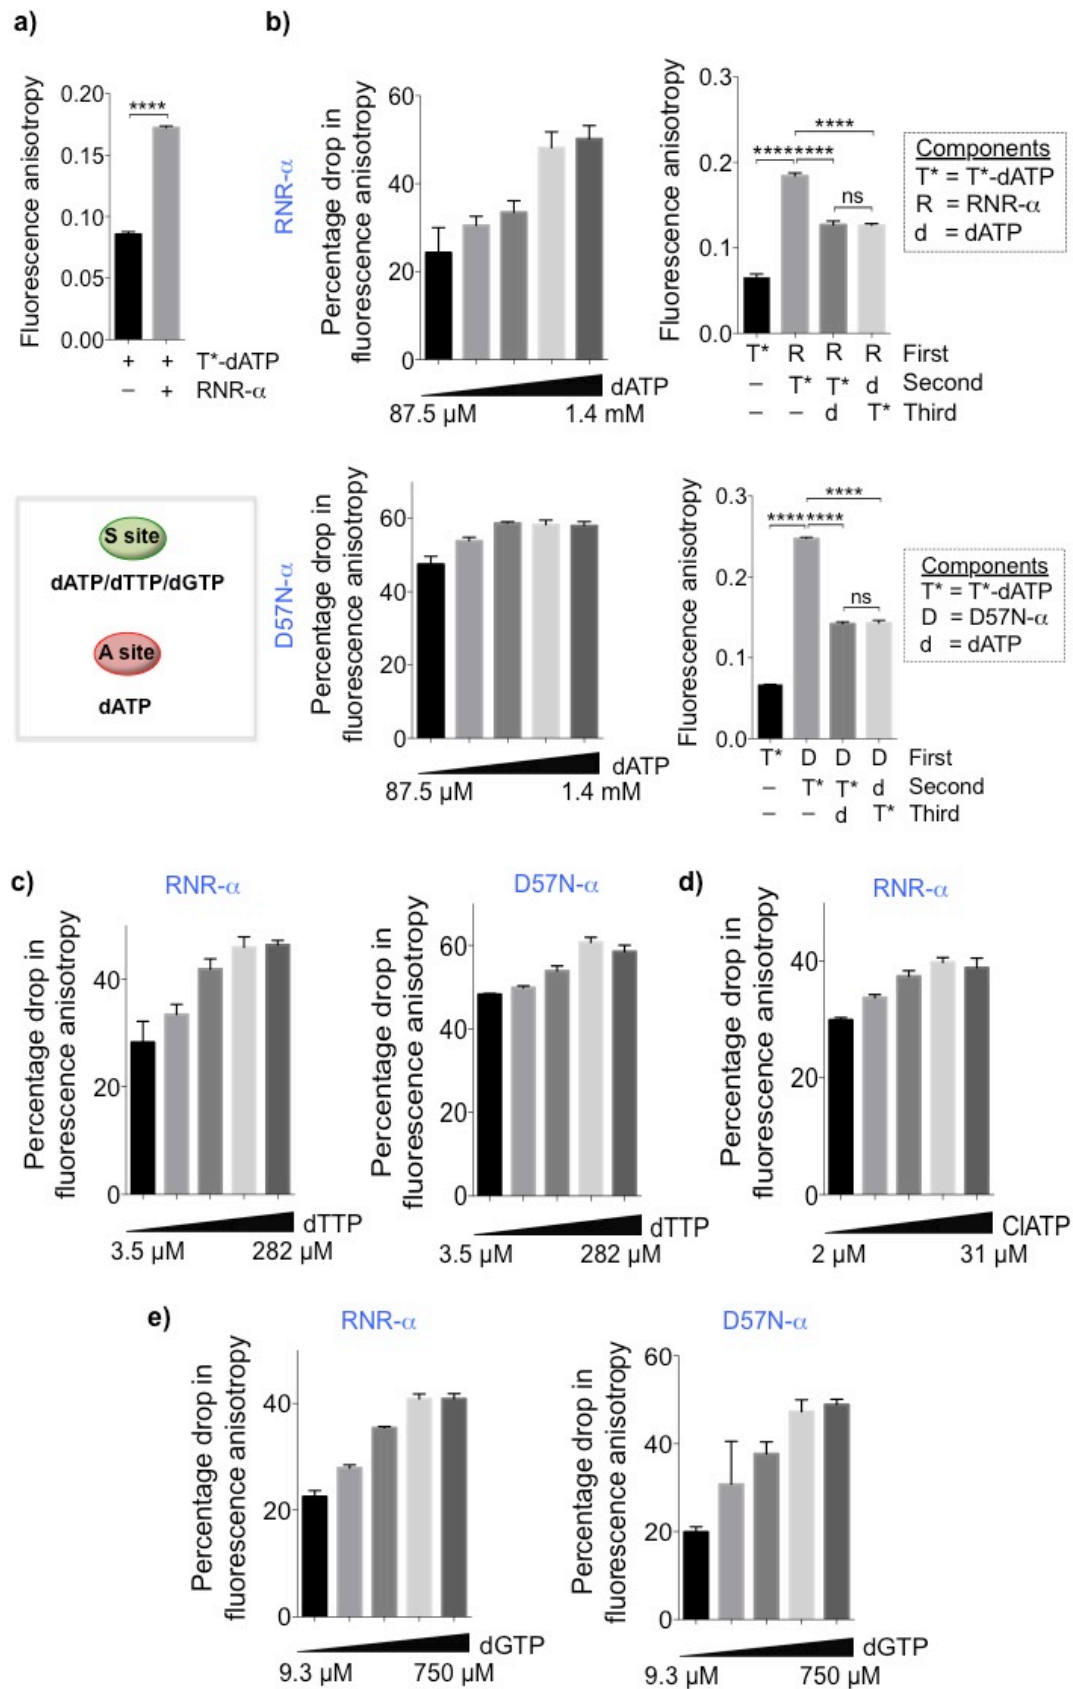 a)
b)
Fluorescence anisotropy
0.20
0.15
0.10
0.05
0.00
****
+ + T*-dATP
– + RNR-α
RNR-α
Percentage drop in
fluorescence anisotropy
60
40
20
0
dATP
87.5 µM 1.4 mM
Fluorescence anisotropy
0.3
0.2
0.1
0.0
****
********
ns
T* R R R First
– T* T* d Second
– – d T* Third
Components
T* = T*-dATP
R = RNR-α
d = dATP
S site
dATP/dTTP/dGTP
A site
dATP
D57N-α
Percentage drop in
fluorescence anisotropy
60
40
20
0
dATP
87.5 µM 1.4 mM
Fluorescence anisotropy
0.3
0.2
0.1
0.0
****
********
ns
T* D D D First
– T* T* d Second
– – d T* Third
Components
T* = T*-dATP
D = D57N-α
d = dATP
c)
RNR-α
Percentage drop in
fluorescence anisotropy
40
20
0
dTTP
3.5 µM 282 µM
D57N-α
Percentage drop in
fluorescence anisotropy
60
40
20
0
dTTP
3.5 µM 282 µM
d)
RNR-α
Percentage drop in
fluorescence anisotropy
40
20
0
ClATP
2 µM 31 µM
e)
RNR-α
Percentage drop in
fluorescence anisotropy
40
20
0
dGTP
9.3 µM 750 µM
D57N-α
Percentage drop in
fluorescence anisotropy
60
40
20
0
dGTP
9.3 µM 750 µM